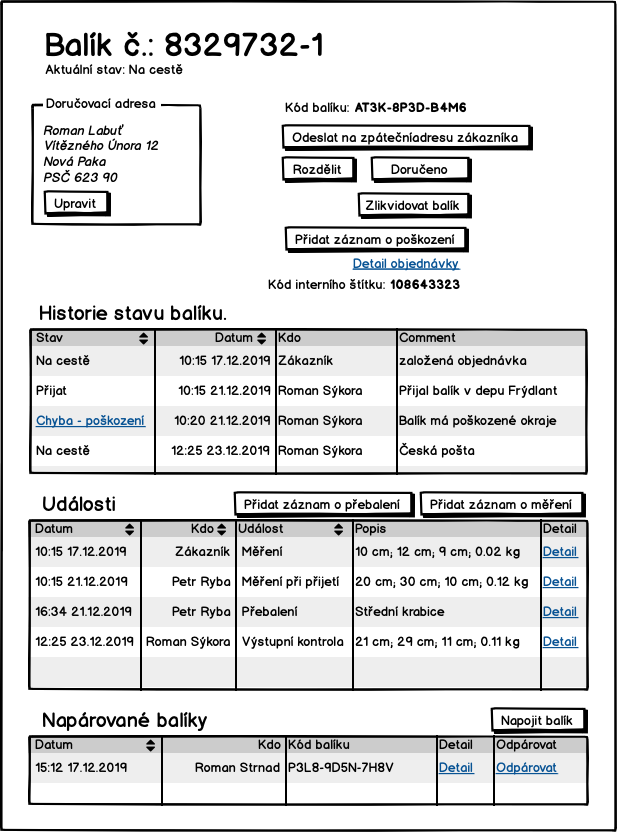 Balík č.: 8329732-1
Aktuální stav: Na cestě
Doručovací adresa
Roman Labuť
Vítězného Února 12
Nová Paka
PSČ 623 90
Upravit
Kód balíku: AT3K-8P3D-B4M6
Odeslat na zpátečníadresu zákazníka
Rozdělit Doručeno
Zlikvidovat balík
Přidat záznam o poškození
Detail objednávky
Kód interního štítku: 108643323
Historie stavu balíku.
Stav Datum Kdo Comment
Na cestě 10:15 17.12.2019 Zákazník založená objednávka
Přijat 10:15 21.12.2019 Roman Sýkora Přijal balík v depu Frýdlant
Chyba - poškození 10:20 21.12.2019 Roman Sýkora Balík má poškozené okraje
Na cestě 12:25 23.12.2019 Roman Sýkora Česká pošta
Události Přidat záznam o přebalení Přidat záznam o měření
Datum Kdo Událost Popis Detail
10:15 17.12.2019 Zákazník Měření 10 cm; 12 cm; 9 cm; 0.02 kg Detail
10:15 21.12.2019 Petr Ryba Měření při přijetí 20 cm; 30 cm; 10 cm; 0.12 kg Detail
16:34 21.12.2019 Petr Ryba Přebalení Střední krabice Detail
12:25 23.12.2019 Roman Sýkora Výstupní kontrola 21 cm; 29 cm; 11 cm; 0.11 kg Detail
Napárované balíky Napojit balík
Datum Kdo Kód balíku Detail Odpárovat
15:12 17.12.2019 Roman Strnad P3L8-9D5N-7H8V Detail Odpárovat